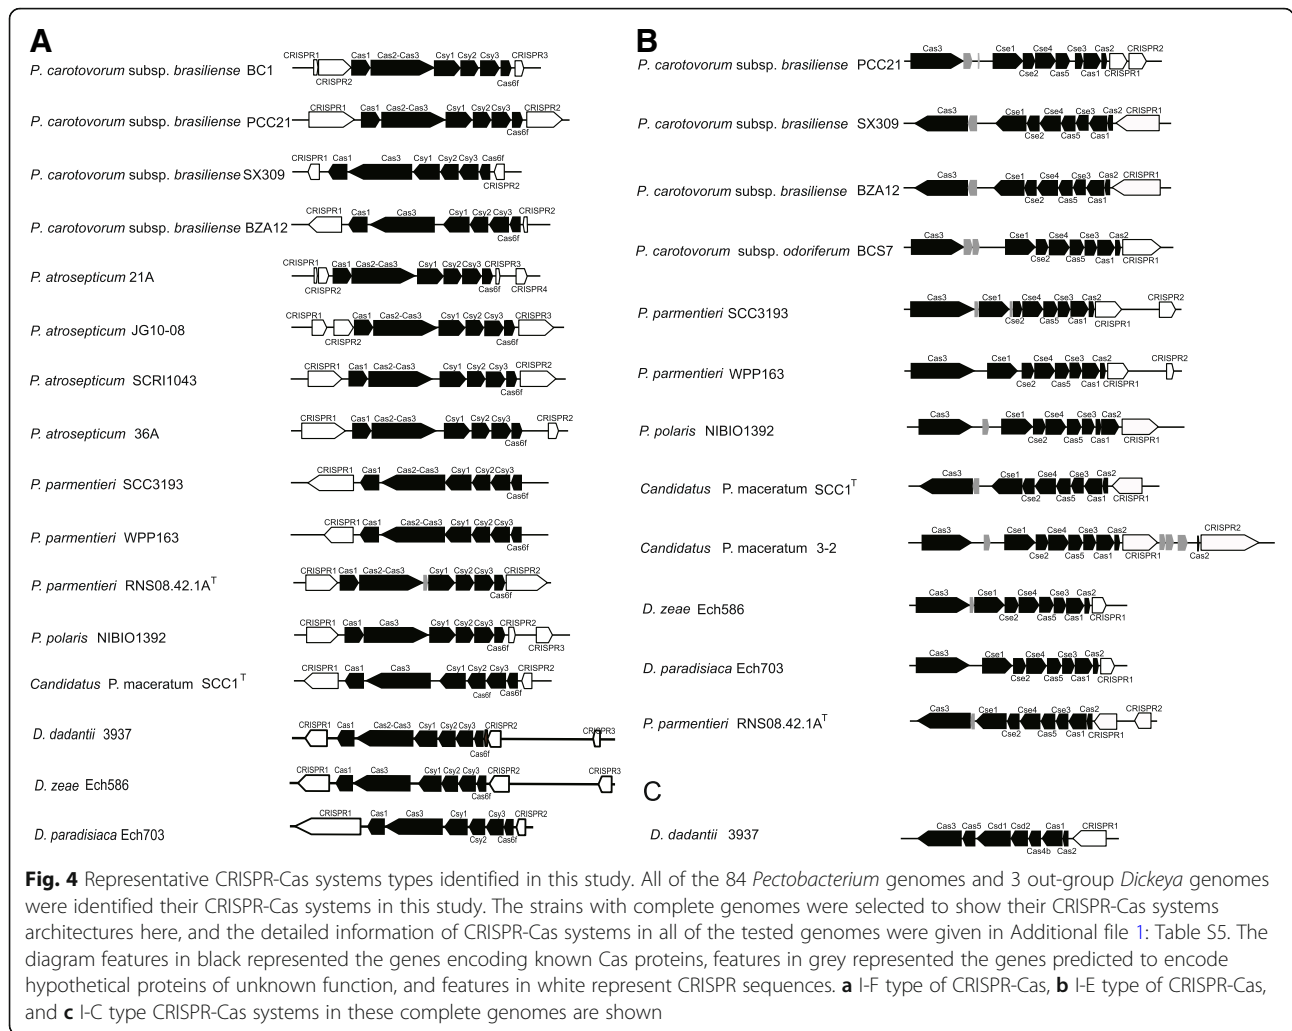 A
P. carotovorum subsp. brasiliense BC1
CRISPR1 Cas1 Cas2-Cas3 Csy1 Csy2 Csy3 CRISPR3
CRISPR2 Cas6f
P. carotovorum subsp. brasiliense PCC21
CRISPR1 Cas1 Cas2-Cas3 Csy1 Csy2 Csy3 CRISPR2
Cas6f
P. carotovorum subsp. brasiliense SX309
CRISPR1 Cas1 Cas3 Csy1 Csy2 Csy3 Cas6f
CRISPR2
P. carotovorum subsp. brasiliense BZA12
CRISPR1 Cas1 Cas3 Csy1 Csy2 Csy3 CRISPR2
Cas6f
P. atrosepticum 21A
CRISPR1 Cas1 Cas2-Cas3 Csy1 Csy2 Csy3 CRISPR3
CRISPR2 Cas6f CRISPR4
P. atrosepticum JG10-08
CRISPR1 Cas1 Cas2-Cas3 Csy1 Csy2 Csy3 CRISPR3
CRISPR2 Cas6f
P. atrosepticum SCRI1043
CRISPR1 Cas1 Cas2-Cas3 Csy1 Csy2 Csy3 CRISPR2
Cas6f
P. atrosepticum 36A
CRISPR1 Cas1 Cas2-Cas3 Csy1 Csy2 Csy3 CRISPR2
Cas6f
P. parmentieri SCC3193
CRISPR1 Cas1 Cas2-Cas3 Csy1 Csy2 Csy3
Cas6f
P. parmentieri WPP163
CRISPR1 Cas1 Cas2-Cas3 Csy1 Csy2 Csy3
Cas6f
P. parmentieri RNS08.42.1A^T
CRISPR1 Cas1 Cas2-Cas3 Csy1 Csy2 Csy3 CRISPR2
Cas6f
P. polaris NIBIO1392
CRISPR1 Cas1 Cas3 Csy1 Csy2 Csy3 CRISPR2
Cas6f CRISPR3
Candidatus P. maceratum SCC1^T
CRISPR1 Cas1 Cas3 Csy1 Csy2 Csy3 CRISPR2
Cas6f Cas6f
D. dadantii 3937
CRISPR1 Cas1 Cas2-Cas3 Csy1 Csy2 Csy3 CRISPR2 CRISPR3
Cas6f
D. zeae Ech586
CRISPR1 Cas1 Cas3 Csy1 Csy2 Csy3 CRISPR2 CRISPR3
Cas6f
D. paradisiaca Ech703
CRISPR1 Cas1 Cas3 Csy1 Csy3 CRISPR2
Csy2 Cas6f
B
P. carotovorum subsp. brasiliense PCC21
Cas3 Cse1 Cse4 Cse3 Cas2 CRISPR2
Cse2 Cas5 Cas1 CRISPR1
P. carotovorum subsp. brasiliense SX309
Cas3 Cse1 Cse4 Cse3 Cas2 CRISPR1
Cse2 Cas5 Cas1
P. carotovorum subsp. brasiliense BZA12
Cas3 Cse1 Cse4 Cse3 Cas2 CRISPR1
Cse2 Cas5 Cas1
P. carotovorum subsp. odoriferum BCS7
Cas3 Cse1 Cse4 Cse3 Cas2
Cse2 Cas5 Cas1 CRISPR1
P. parmentieri SCC3193
Cas3 Cse1 Cse4 Cse3 Cas2 CRISPR2
Cse2 Cas5 Cas1 CRISPR1
P. parmentieri WPP163
Cas3 Cse1 Cse4 Cse3 Cas2 CRISPR2
Cse2 Cas5 Cas1 CRISPR1
P. polaris NIBIO1392
Cas3 Cse1 Cse4 Cse3 Cas2
Cse2 Cas5 Cas1 CRISPR1
Candidatus P. maceratum SCC1^T
Cas3 Cse1 Cse4 Cse3 Cas2
Cse2 Cas5 Cas1 CRISPR1
Candidatus P. maceratum 3-2
Cas3 Cse1 Cse4 Cse3 Cas2 CRISPR2
Cse2 Cas5 Cas1 CRISPR1 Cas2
D. zeae Ech586
Cas3 Cse1 Cse4 Cse3 Cas2
Cse2 Cas5 Cas1 CRISPR1
D. paradisiaca Ech703
Cas3 Cse1 Cse4 Cse3 Cas2
Cse2 Cas5 Cas1 CRISPR1
P. parmentieri RNS08.42.1A^T
Cas3 Cse1 Cse4 Cse3 Cas2 CRISPR2
Cse2 Cas5 Cas1 CRISPR1
C
D. dadantii 3937
Cas3 Cas5 Csd1 Csd2 Cas1 CRISPR1
Cas4b Cas2
Fig. 4 Representative CRISPR-Cas systems types identified in this study. All of the 84 Pectobacterium genomes and 3 out-group Dickeya genomes
were identified their CRISPR-Cas systems in this study. The strains with complete genomes were selected to show their CRISPR-Cas systems
architectures here, and the detailed information of CRISPR-Cas systems in all of the tested genomes were given in Additional file 1: Table S5. The
diagram features in black represented the genes encoding known Cas proteins, features in grey represented the genes predicted to encode
hypothetical proteins of unknown function, and features in white represent CRISPR sequences. a I-F type of CRISPR-Cas, b I-E type of CRISPR-Cas,
and c I-C type CRISPR-Cas systems in these complete genomes are shown